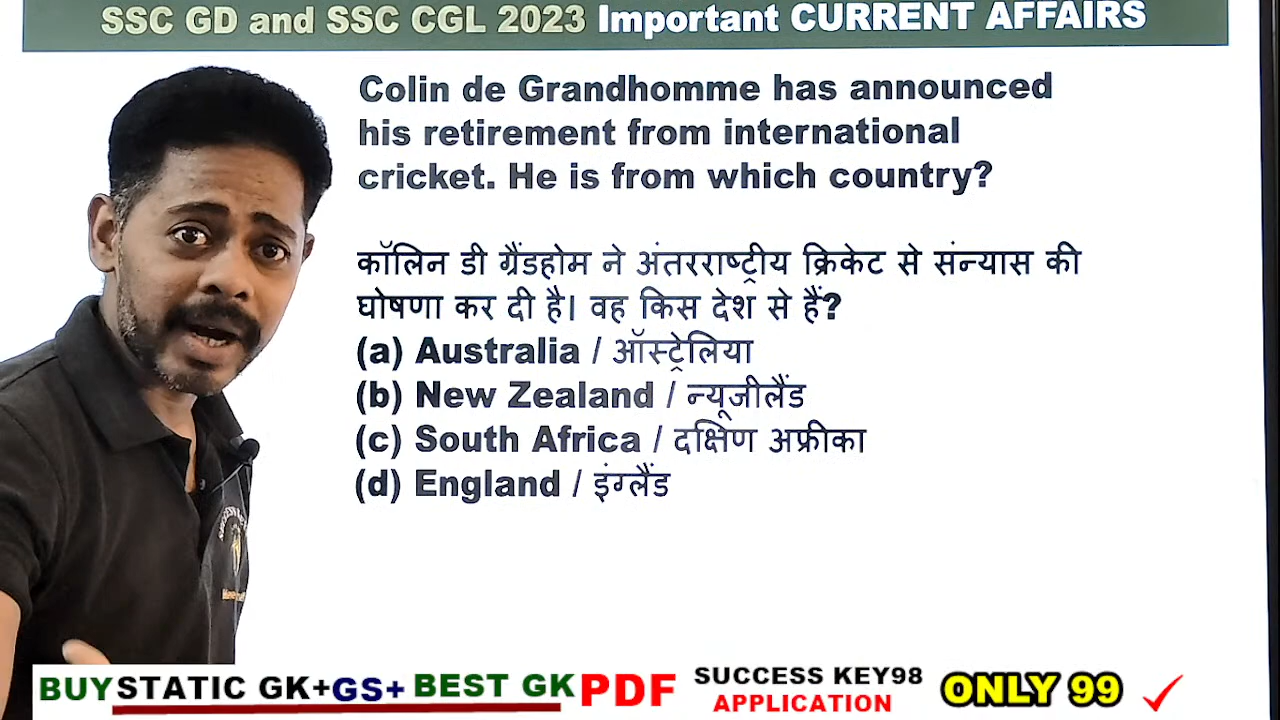 SSC GD and SSC CGL 2023 Important CURRENT AFFAIRS
Colin de Grandhomme has announced
his retirement from international
cricket. He is from which country?
कॉलिन डी ग्रैंडहोम ने अंतरराष्ट्रीय क्रिकेट से संन्यास की
घोषणा कर दी है। वह किस देश से हैं?
(a) Australia / ऑस्ट्रेलिया
(b) New Zealand / न्यूजीलैंड
(c) South Africa / दक्षिण अफ्रीका
(d) England / इंग्लैंड
BUY STATIC GK+GS+ BEST GK PDF SUCCESS KEY98 APPLICATION ONLY 99